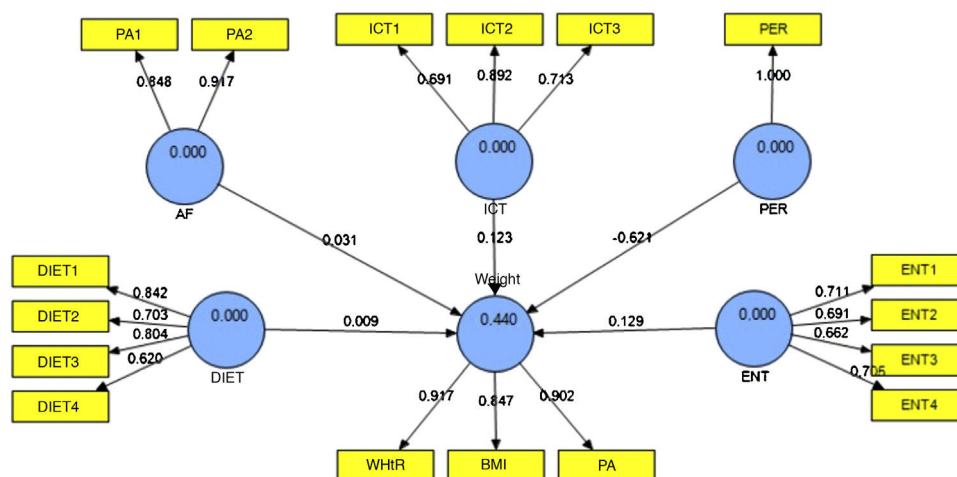 PA1
PA2
ICT1
ICT2
ICT3
PER
0.848
0.917
0.691
0.892
0.713
1.000
0.000
AF
0.000
ICT
0.000
PER
0.031
0.123
-0.621
DIET1
DIET2
DIET3
DIET4
0.842
0.703
0.804
0.620
0.000
DIET
0.009
Weight
0.440
0.129
0.000
ENT
0.711
0.691
0.662
0.705
ENT1
ENT2
ENT3
ENT4
0.917
0.847
0.902
WHtR
BMI
PA